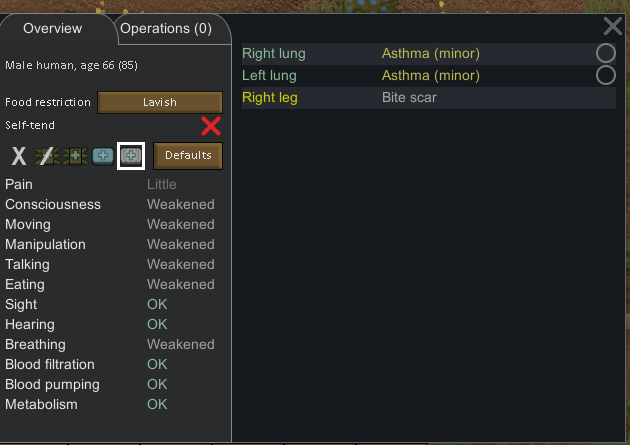 Overview
Operations (0)
Male human, age 66 (85)
Food restriction Lavish
Self-tend
Defaults
Pain Little
Consciousness Weakened
Moving Weakened
Manipulation Weakened
Talking Weakened
Eating Weakened
Sight OK
Hearing OK
Breathing Weakened
Blood filtration OK
Blood pumping OK
Metabolism OK
Right lung Asthma (minor)
Left lung Asthma (minor)
Right leg Bite scar